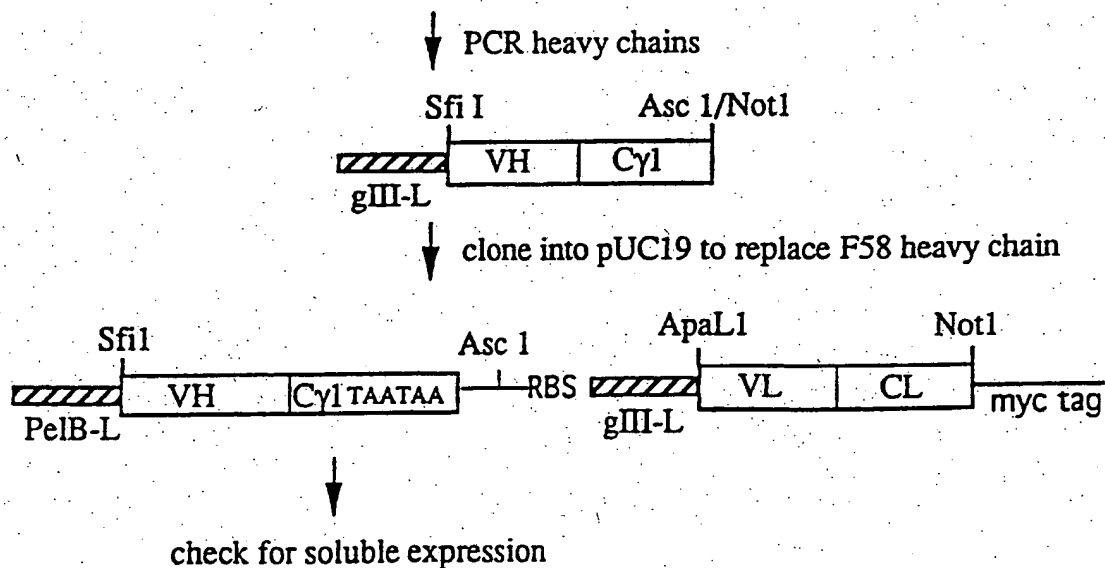 PCR heavy chains
Sfi I Asc 1/Not1
VH Cγ1
gIII-L
clone into pUC19 to replace F58 heavy chain
Sfi1 Asc 1 ApaL1 Not1
VH Cγ1 TAATAA RBS VL CL myc tag
PelB-L gIII-L
check for soluble expression